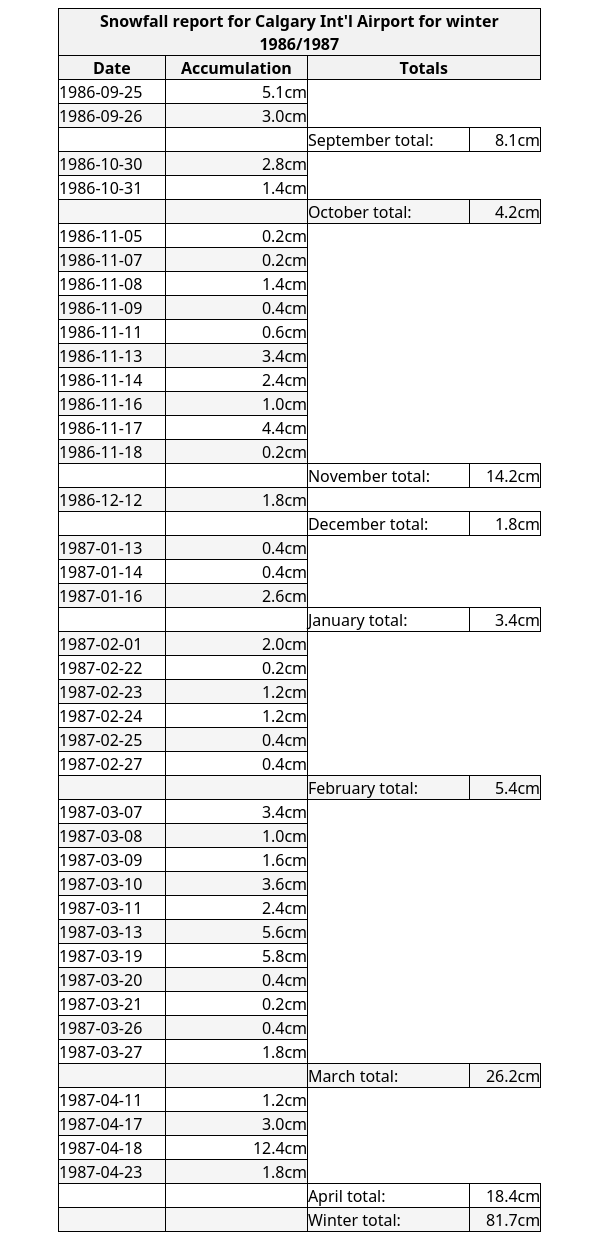 Snowfall report for Calgary Int'l Airport for winter
1986/1987
Date Accumulation Totals
1986-09-25 5.1cm
1986-09-26 3.0cm
September total: 8.1cm
1986-10-30 2.8cm
1986-10-31 1.4cm
October total: 4.2cm
1986-11-05 0.2cm
1986-11-07 0.2cm
1986-11-08 1.4cm
1986-11-09 0.4cm
1986-11-11 0.6cm
1986-11-13 3.4cm
1986-11-14 2.4cm
1986-11-16 1.0cm
1986-11-17 4.4cm
1986-11-18 0.2cm
November total: 14.2cm
1986-12-12 1.8cm
December total: 1.8cm
1987-01-13 0.4cm
1987-01-14 0.4cm
1987-01-16 2.6cm
January total: 3.4cm
1987-02-01 2.0cm
1987-02-22 0.2cm
1987-02-23 1.2cm
1987-02-24 1.2cm
1987-02-25 0.4cm
1987-02-27 0.4cm
February total: 5.4cm
1987-03-07 3.4cm
1987-03-08 1.0cm
1987-03-09 1.6cm
1987-03-10 3.6cm
1987-03-11 2.4cm
1987-03-13 5.6cm
1987-03-19 5.8cm
1987-03-20 0.4cm
1987-03-21 0.2cm
1987-03-26 0.4cm
1987-03-27 1.8cm
March total: 26.2cm
1987-04-11 1.2cm
1987-04-17 3.0cm
1987-04-18 12.4cm
1987-04-23 1.8cm
April total: 18.4cm
Winter total: 81.7cm